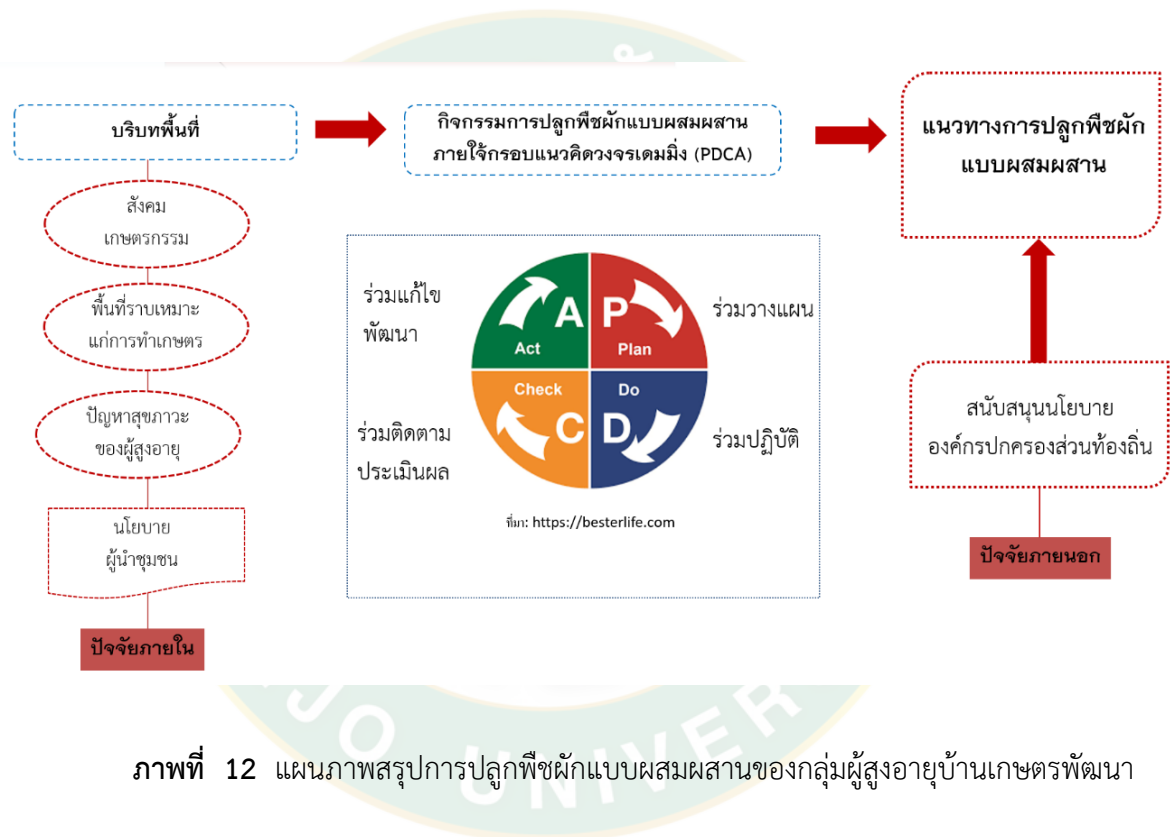 บริบทพื้นที่
สังคม
เกษตรกรรม
พื้นที่ราบเหมาะ
แก่การทำเกษตร
ปัญหาสุขภาวะ
ของผู้สูงอายุ
นโยบาย
ผู้นำชุมชน
ปัจจัยภายใน
กิจกรรมการปลูกพืชผักแบบผสมผสาน
ภายใต้กรอบแนวคิดวงจรเดมมิ่ง (PDCA)
ร่วมแก้ไข
พัฒนา
A
Act
P
Plan
ร่วมวางแผน
ร่วมติดตาม
ประเมินผล
Check
C
Do
D
ร่วมปฏิบัติ
ที่มา: https://besterlife.com
แนวทางการปลูกพืชผัก
แบบผสมผสาน
สนับสนุนนโยบาย
องค์กรปกครองส่วนท้องถิ่น
ปัจจัยภายนอก
JO UNIVER
ภาพที่ 12 แผนภาพสรุปการปลูกพืชผักแบบผสมผสานของกลุ่มผู้สูงอายุบ้านเกษตรพัฒนา